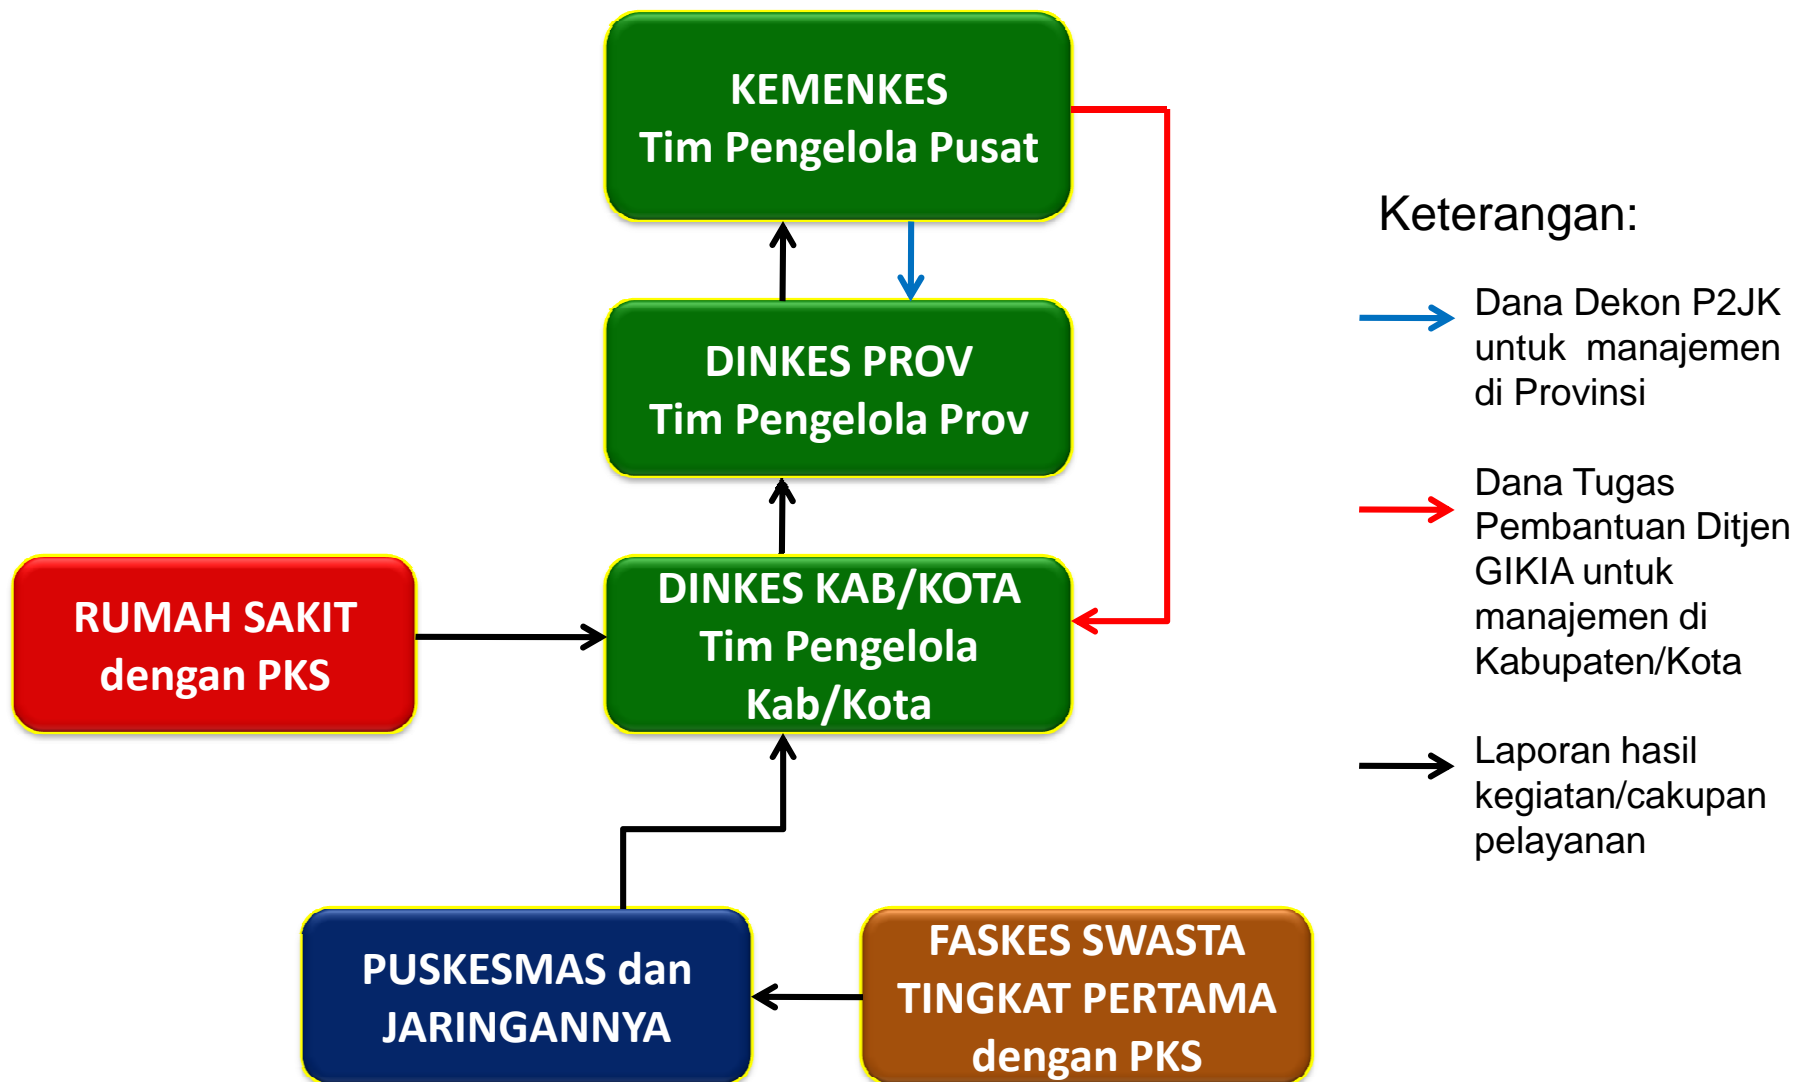 KEMENKES
Tim Pengelola Pusat
DINKES PROV
Tim Pengelola Prov
RUMAH SAKIT
dengan PKS
DINKES KAB/KOTA
Tim Pengelola
Kab/Kota
PUSKESMAS dan
JARINGANNYA
FASKES SWASTA
TINGKAT PERTAMA
dengan PKS
Keterangan:
Dana Dekon P2JK
untuk manajemen
di Provinsi
Dana Tugas
Pembantuan Ditjen
GIKIA untuk
manajemen di
Kabupaten/Kota
Laporan hasil
kegiatan/cakupan
pelayanan